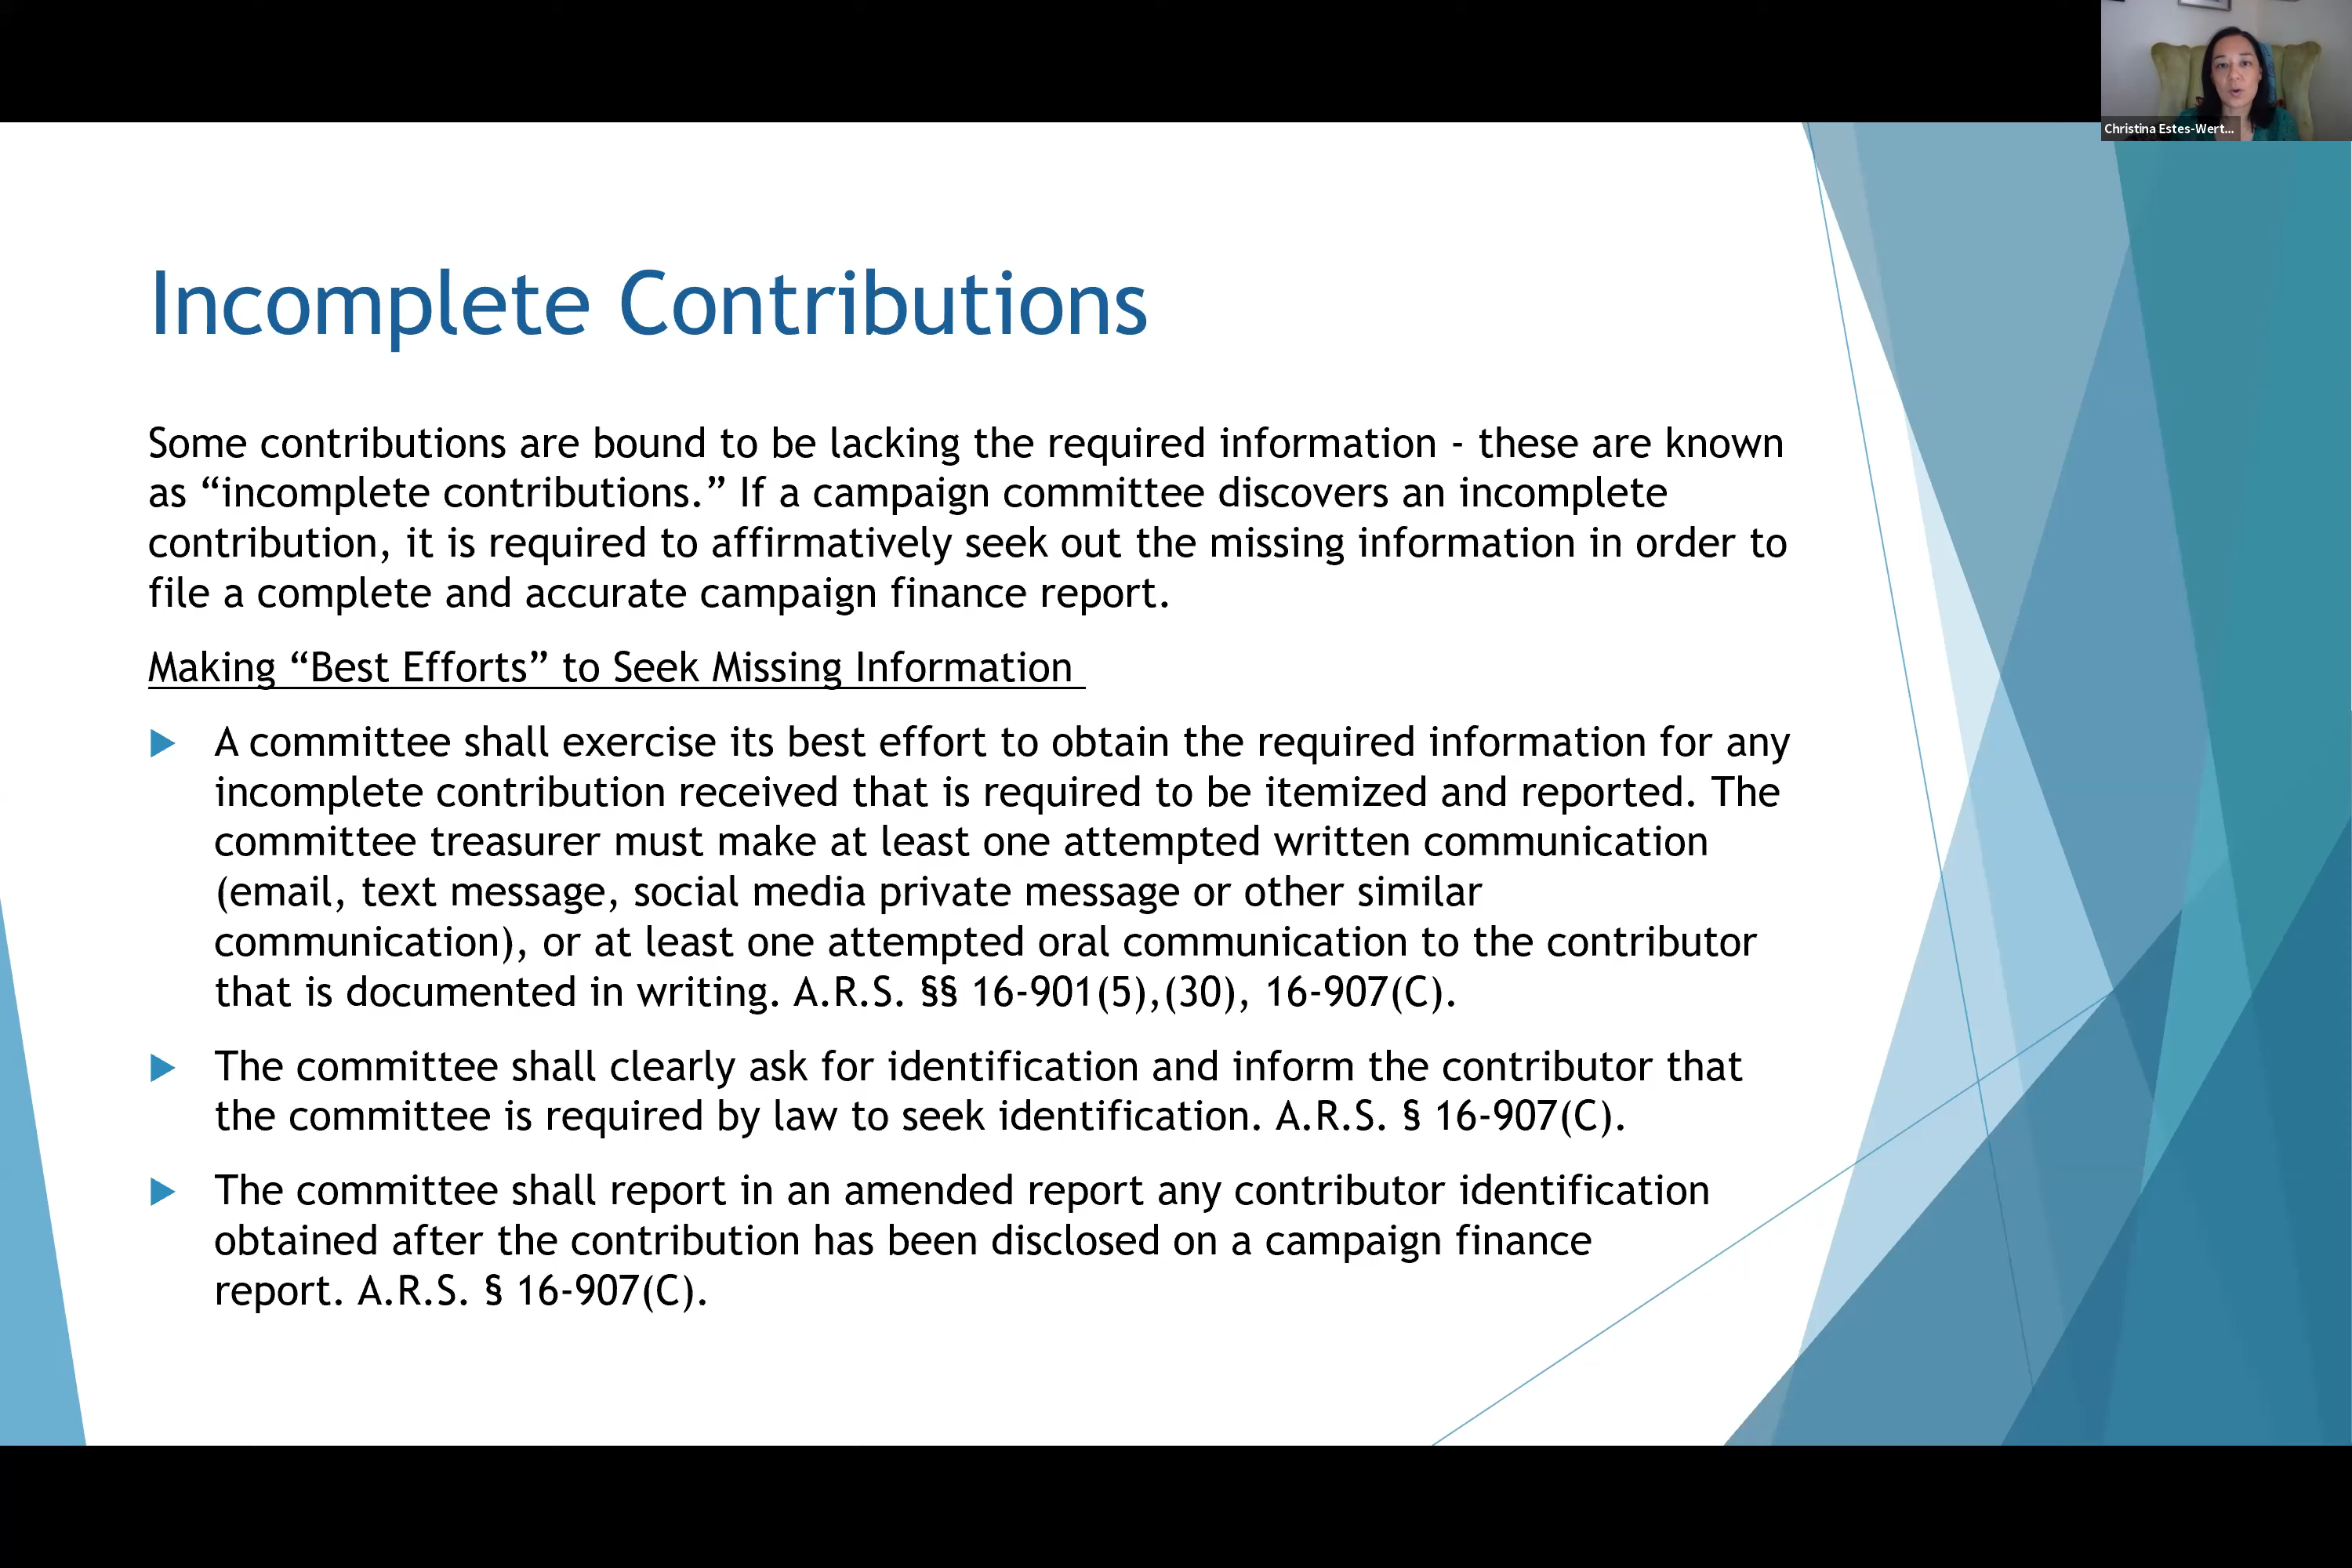 Christina Estes-Wert...
Incomplete Contributions
Some contributions are bound to be lacking the required information - these are known
as “incomplete contributions.” If a campaign committee discovers an incomplete
contribution, it is required to affirmatively seek out the missing information in order to
file a complete and accurate campaign finance report.
Making “Best Efforts” to Seek Missing Information
A committee shall exercise its best effort to obtain the required information for any
incomplete contribution received that is required to be itemized and reported. The
committee treasurer must make at least one attempted written communication
(email, text message, social media private message or other similar
communication), or at least one attempted oral communication to the contributor
that is documented in writing. A.R.S. §§ 16-901(5),(30), 16-907(C).
The committee shall clearly ask for identification and inform the contributor that
the committee is required by law to seek identification. A.R.S. § 16-907(C).
The committee shall report in an amended report any contributor identification
obtained after the contribution has been disclosed on a campaign finance
report. A.R.S. § 16-907(C).